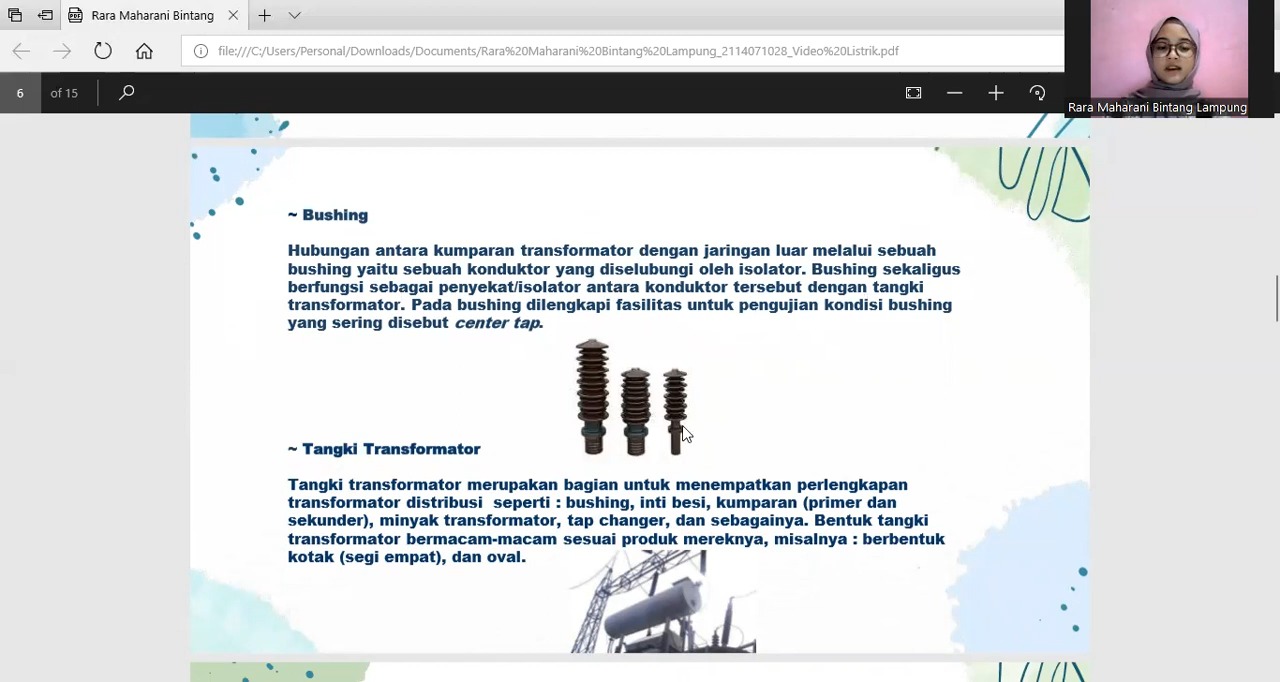 Rara Maharani Bintang
file:///C:/Users/Personal/Downloads/Documents/Rara%20Maharani%20Bintang%20Lampung_2114071028_Video%20Listrik.pdf
Rara Maharani Bintang Lampung
6 of 15
~ Bushing
Hubungan antara kumparan transformator dengan jaringan luar melalui sebuah
bushing yaitu sebuah konduktor yang diselubungi oleh isolator. Bushing sekaligus
berfungsi sebagai penyekat/isolator antara konduktor tersebut dengan tangki
transformator. Pada bushing dilengkapi fasilitas untuk pengujian kondisi bushing
yang sering disebut center tap.
~ Tangki Transformator
Tangki transformator merupakan bagian untuk menempatkan perlengkapan
transformator distribusi seperti : bushing, inti besi, kumparan (primer dan
sekunder), minyak transformator, tap changer, dan sebagainya. Bentuk tangki
transformator bermacam-macam sesuai produk mereknya, misalnya : berbentuk
kotak (segi empat), dan oval.